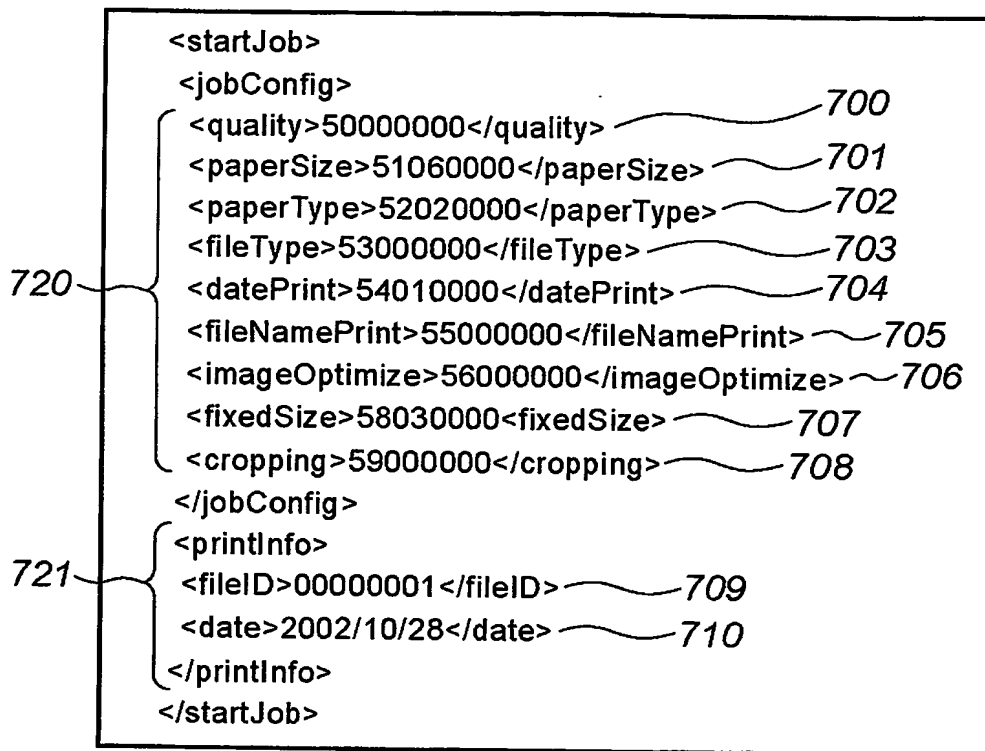 <startJob>
<jobConfig>
<quality>50000000</quality> 700
<paperSize>51060000</paperSize> 701
<paperType>52020000</paperType> 702
<fileType>53000000</fileType> 703
720 <datePrint>54010000</datePrint> 704
<fileNamePrint>55000000</fileNamePrint> 705
<imageOptimize>56000000</imageOptimize> 706
<fixedSize>58030000<fixedSize> 707
<cropping>59000000</cropping> 708
</jobConfig>
<printInfo>
721 <fileID>00000001</fileID> 709
<date>2002/10/28</date> 710
</printInfo>
</startJob>